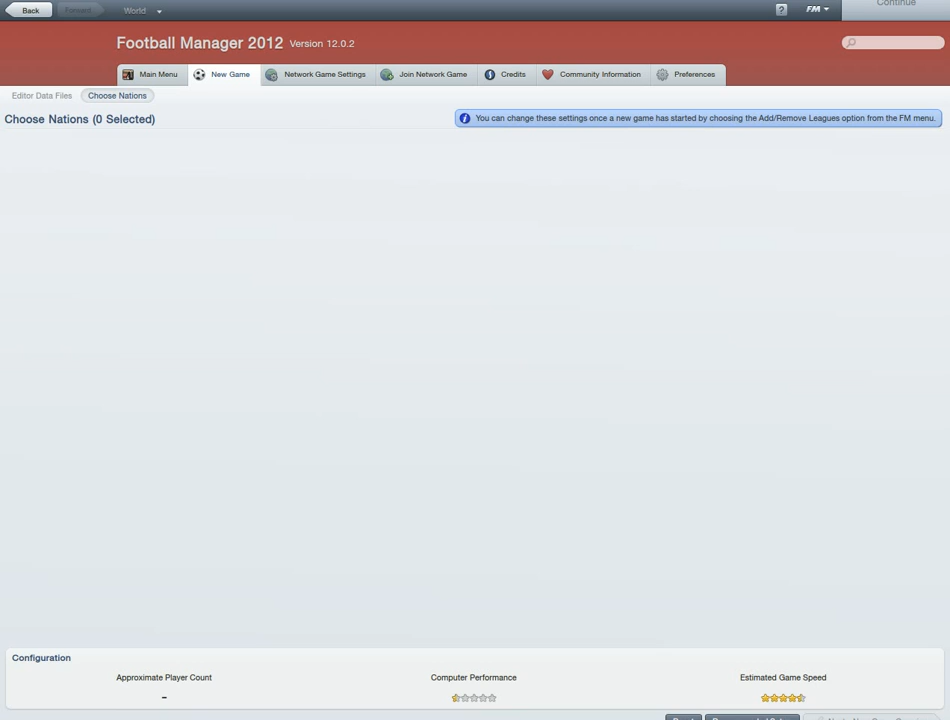 Back Forward World ? FM Continue
Football Manager 2012 Version 12.0.2
Main Menu New Game Network Game Settings Join Network Game Credits Community Information Preferences
Editor Data Files Choose Nations
Choose Nations (0 Selected)
You can change these settings once a new game has started by choosing the Add/Remove Leagues option from the FM menu.
Configuration
Approximate Player Count Computer Performance Estimated Game Speed
-